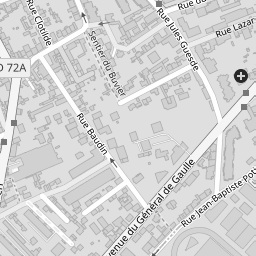 Rue Clotilde
Sentier du Buvier
Rue Jules Guesde
Rue Lazar
D 72A
Rue Baudin
Avenue du Général de Gaulle
Rue Jean-Baptiste Pot